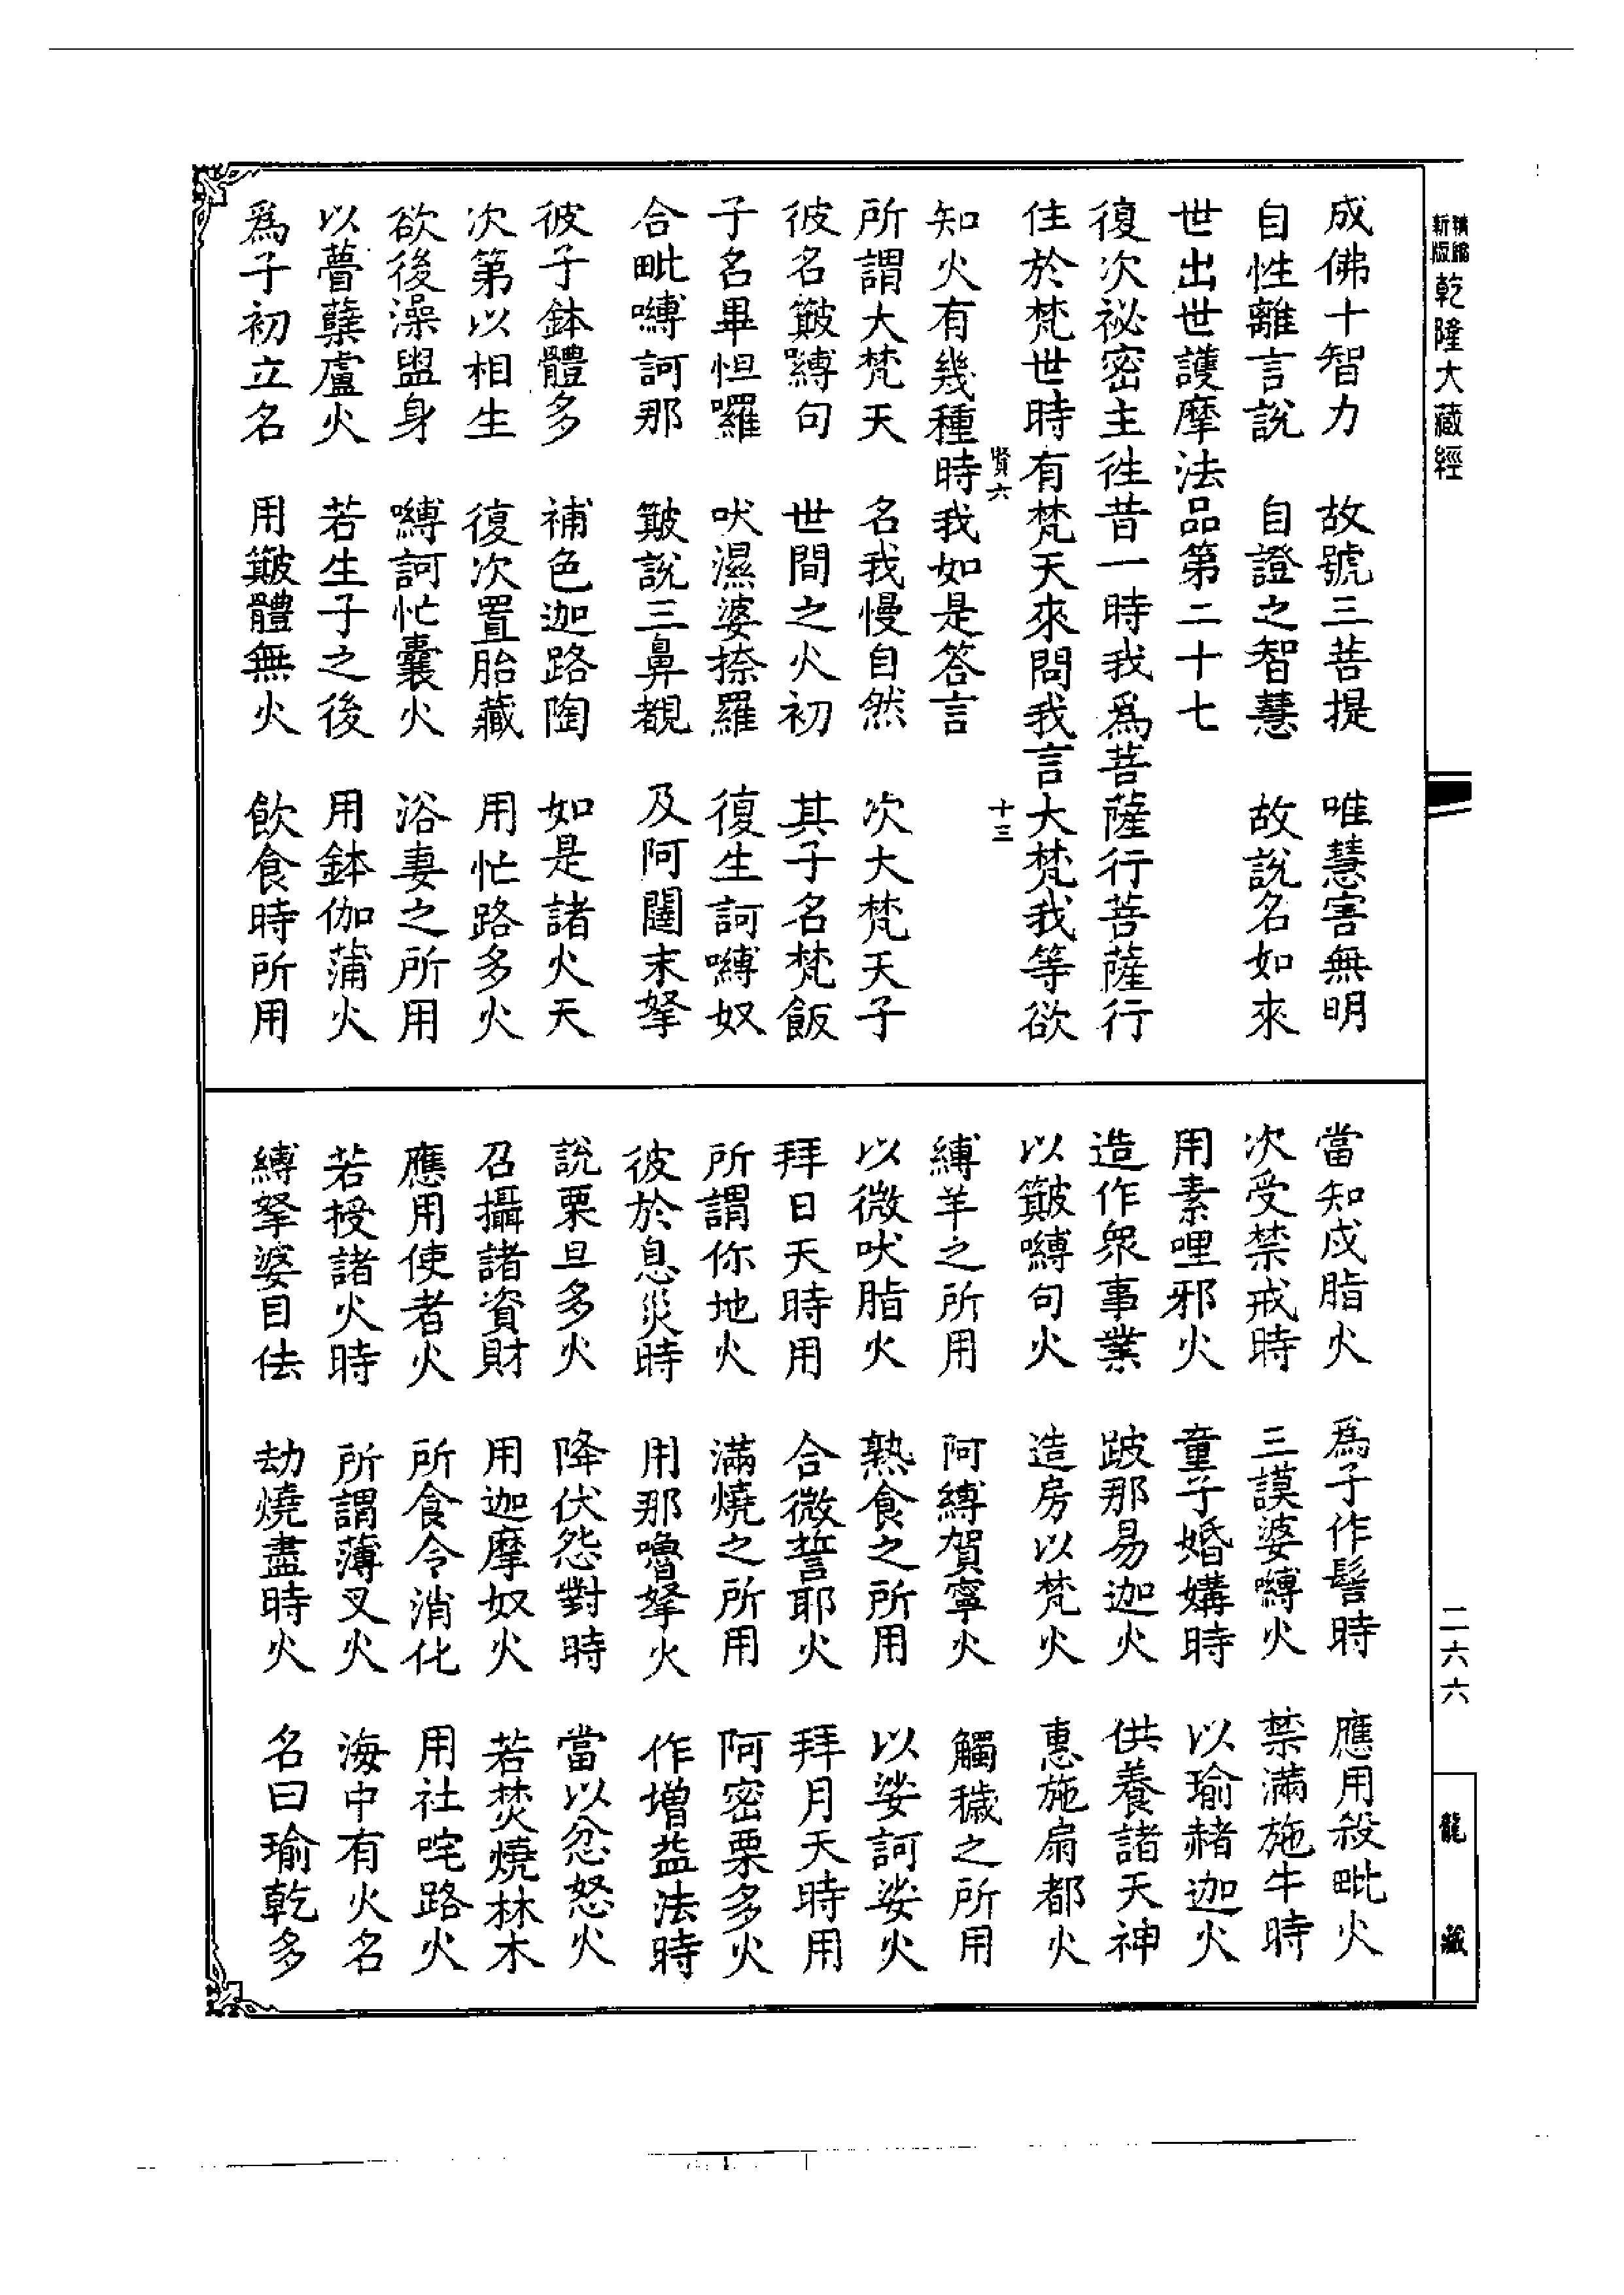 新版精縮乾隆大藏經
二六六
龍藏
成佛十智力　故號三菩提　唯慧害無明
自性離言說　自證之智慧　故說名如來
世出世護摩法品第二十七
復次祕密主徃昔一時我爲菩薩行菩薩行
住於梵世時有梵天來問我言大梵我等欲
賢六　十三
知火有幾種時我如是答言
所謂大梵天　名我慢自然　次大梵天子
彼名簸嚩句　世間之火初　其子名梵飯
子名畢怛囉　吠濕婆捺羅　復生訶嚩奴
合毗嚩訶那　簸說三鼻覩　及阿闥末拏
彼子鉢體多　補色迦路陶　如是諸火天
次第以相生　復次置胎藏　用忙路多火
欲後澡盥身　嚩訶忙囊火　浴妻之所用
以瞢蘗盧火　若生子之後　用鉢伽蒲火
爲子初立名　用簸體無火　飲食時所用
當知戍脂火　爲子作髻時　應用殺毗火
次受禁戒時　三謨婆嚩火　禁滿施牛時
用素哩邪火　童子婚媾時　以瑜赭迦火
造作衆事業　跛那易迦火　供養諸天神
以簸嚩句火　造房以梵火　惠施扇都火
縛羊之所用　阿縛賀寧火　觸穢之所用
以微吠脂火　熟食之所用　以娑訶娑火
拜日天時用　合微誓耶火　拜月天時用
所謂你地火　滿燒之所用　阿密栗多火
彼於息災時　用那嚕拏火　作增益法時
說栗旦多火　降伏怨對時　當以忿怒火
召攝諸資財　用迦摩奴火　若焚燒林木
應用使者火　所食令消化　用社咤路火
若授諸火時　所謂薄叉火　海中有火名
縛拏婆目佉　劫燒盡時火　名曰瑜乾多